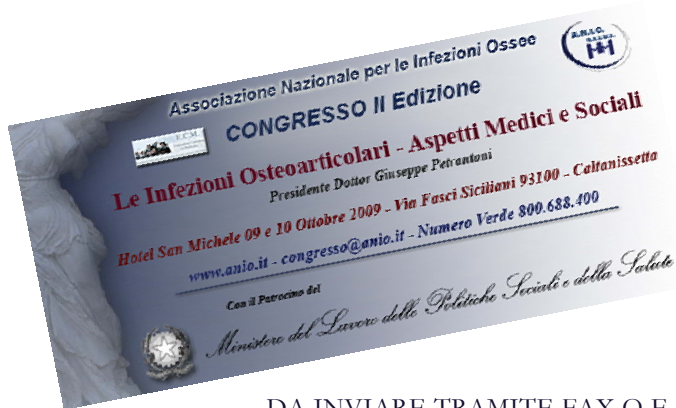 A.N.I.O.
Associazione Nazionale per le Infezioni Ossee
CONGRESSO II Edizione
E.C.M.
Le Infezioni Osteoarticolari - Aspetti Medici e Sociali
Presidente Dottor Giuseppe Petrantoni
Hotel San Michele 09 e 10 Ottobre 2009 - Via Fasci Siciliani 93100 - Caltanissetta
www.anio.it - congresso@anio.it - Numero Verde 800.688.400
Con il Patrocino del
Ministero del Lavoro delle Politiche Sociali e della Salute
DA INVIARE TRAMITE FAX O E